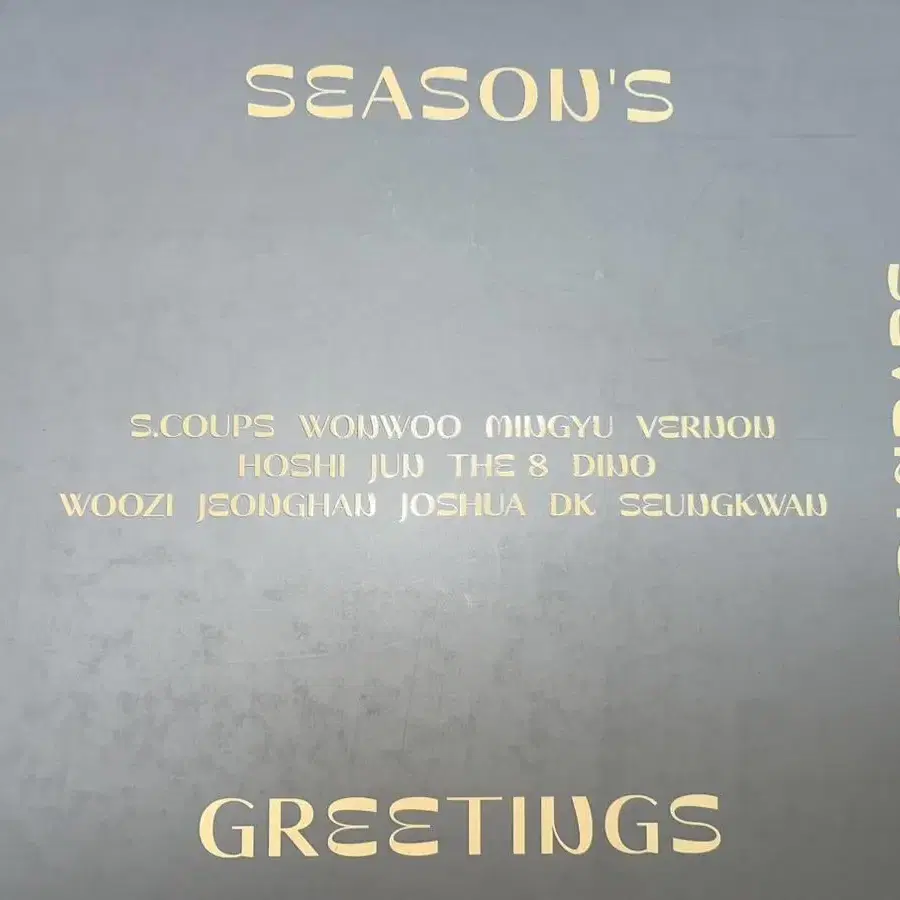 SEASON'S
S.COUPS WONWOO MINGYU VERNON
HOSHI JUN THE 8 DINO
WOOZI JEONGHAN JOSHUA DK SEUNGKWAN
GREETINGS